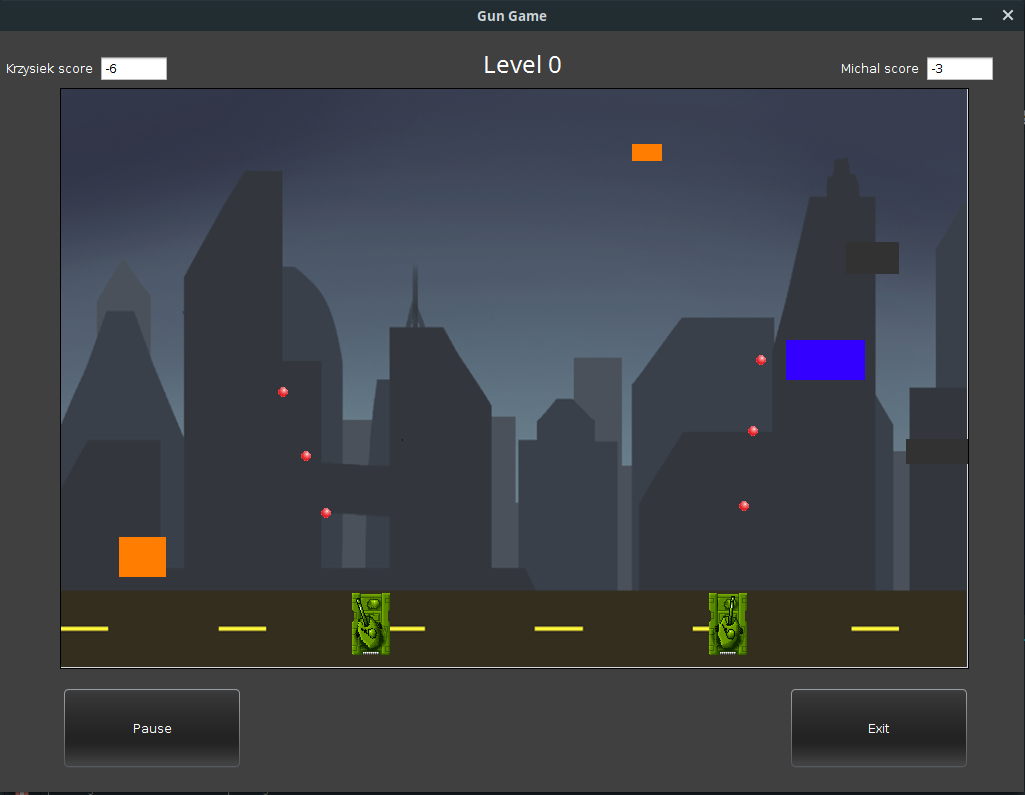 Gun Game
Krzysiek score -6
Level 0
Michal score -3
Pause
Exit